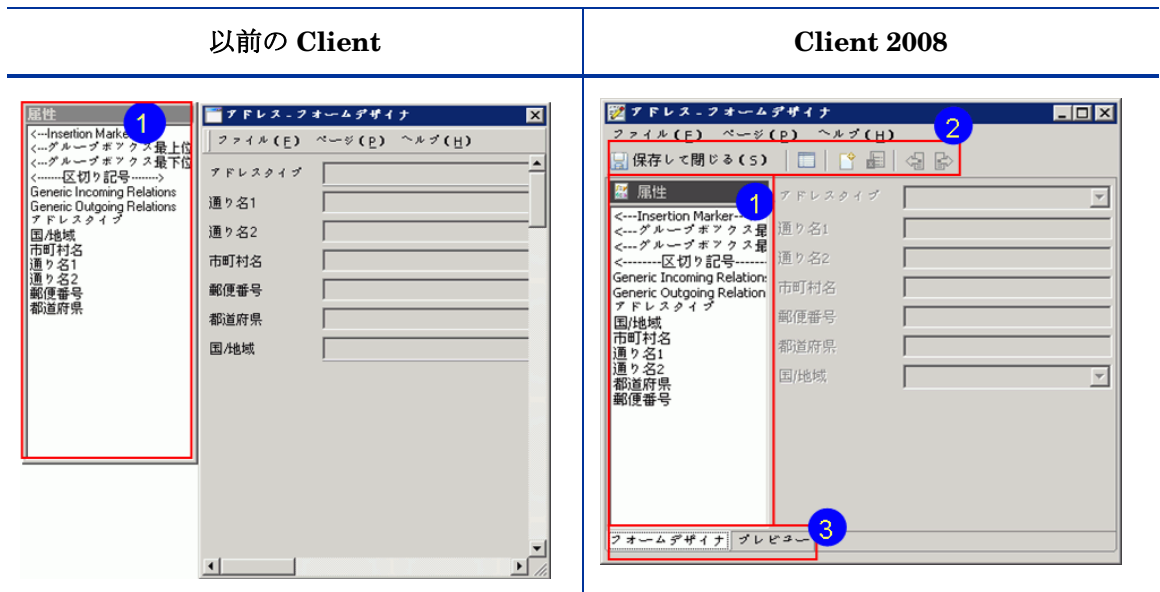 以前の Client
Client 2008
属性
1
<---Insertion Marke
<---グループボックス最上位
<---グループボックス最下位
<-------区切り記号-------->
Generic Incoming Relations
Generic Outgoing Relations
アドレスタイプ
国/地域
市町村名
通り名1
通り名2
郵便番号
都道府県
アドレス - フォームデザイナ
ファイル(F) ページ(P) ヘルプ(H)
アドレスタイプ
通り名1
通り名2
市町村名
郵便番号
都道府県
国/地域
アドレス - フォームデザイナ
ファイル(F) ページ(P) ヘルプ(H)
2
保存して閉じる(S)
属性
1
<---Insertion Marker--
<---グループボックス最
<---グループボックス最
<--------区切り記号-------
Generic Incoming Relation
Generic Outgoing Relation
アドレスタイプ
国/地域
市町村名
通り名1
通り名2
都道府県
郵便番号
アドレスタイプ
通り名1
通り名2
市町村名
郵便番号
都道府県
国/地域
フォームデザイナ プレビュー
3